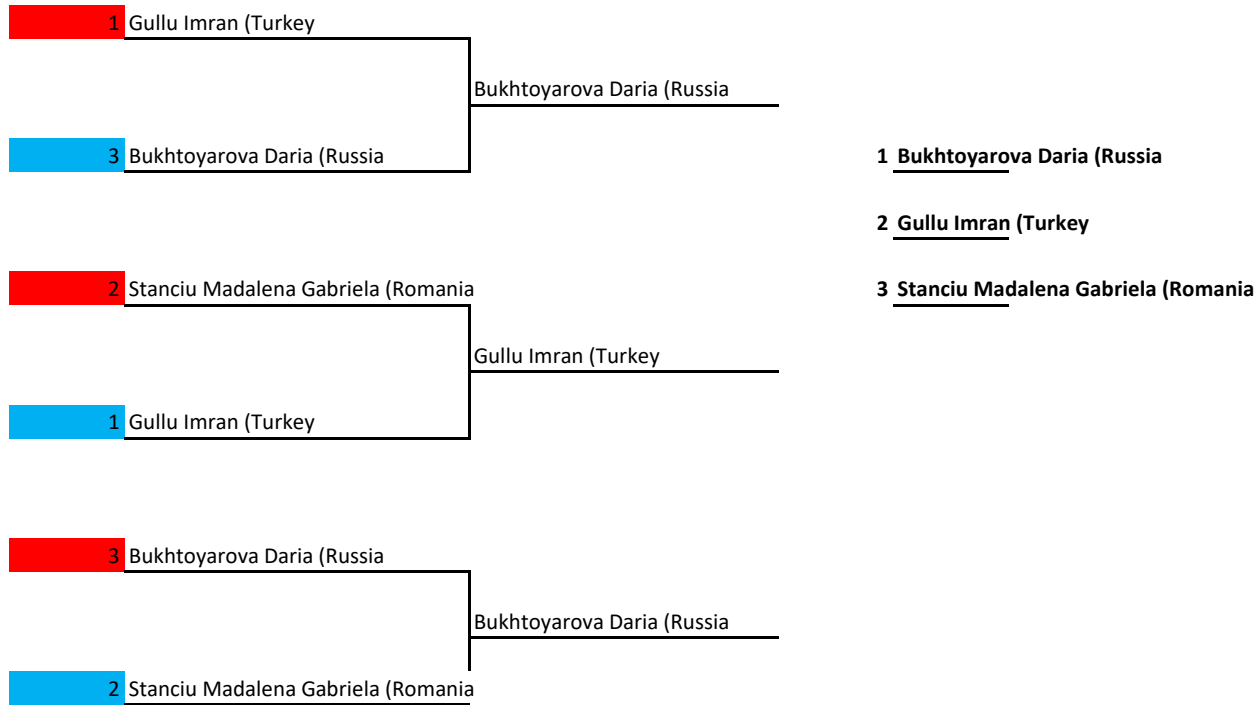 1 Gullu Imran (Turkey
Bukhtoyarova Daria (Russia
3 Bukhtoyarova Daria (Russia
1 Bukhtoyarova Daria (Russia
2 Gullu Imran (Turkey
2 Stanciu Madalena Gabriela (Romania
3 Stanciu Madalena Gabriela (Romania
Gullu Imran (Turkey
1 Gullu Imran (Turkey
3 Bukhtoyarova Daria (Russia
Bukhtoyarova Daria (Russia
2 Stanciu Madalena Gabriela (Romania